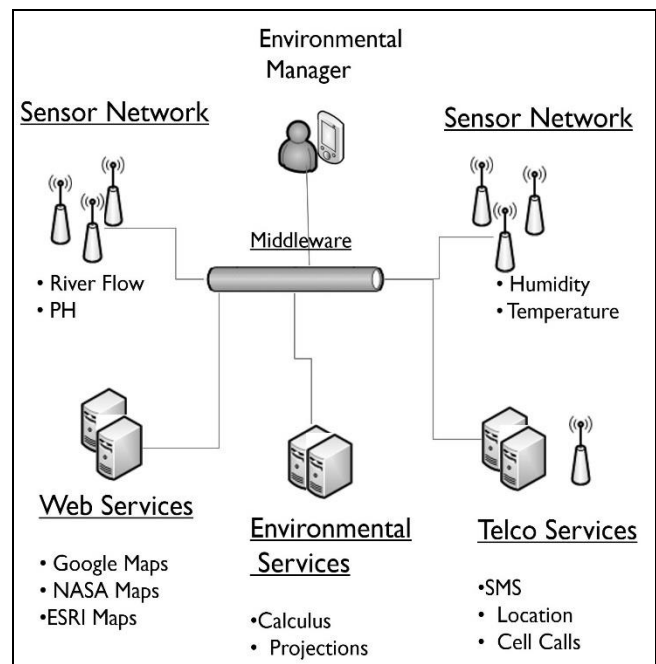 Environmental
Manager
Sensor Network
Sensor Network
Middleware
• River Flow
• PH
• Humidity
• Temperature
Web Services
• Google Maps
• NASA Maps
•ESRI Maps
Environmental
Services
•Calculus
• Projections
Telco Services
•SMS
• Location
• Cell Calls